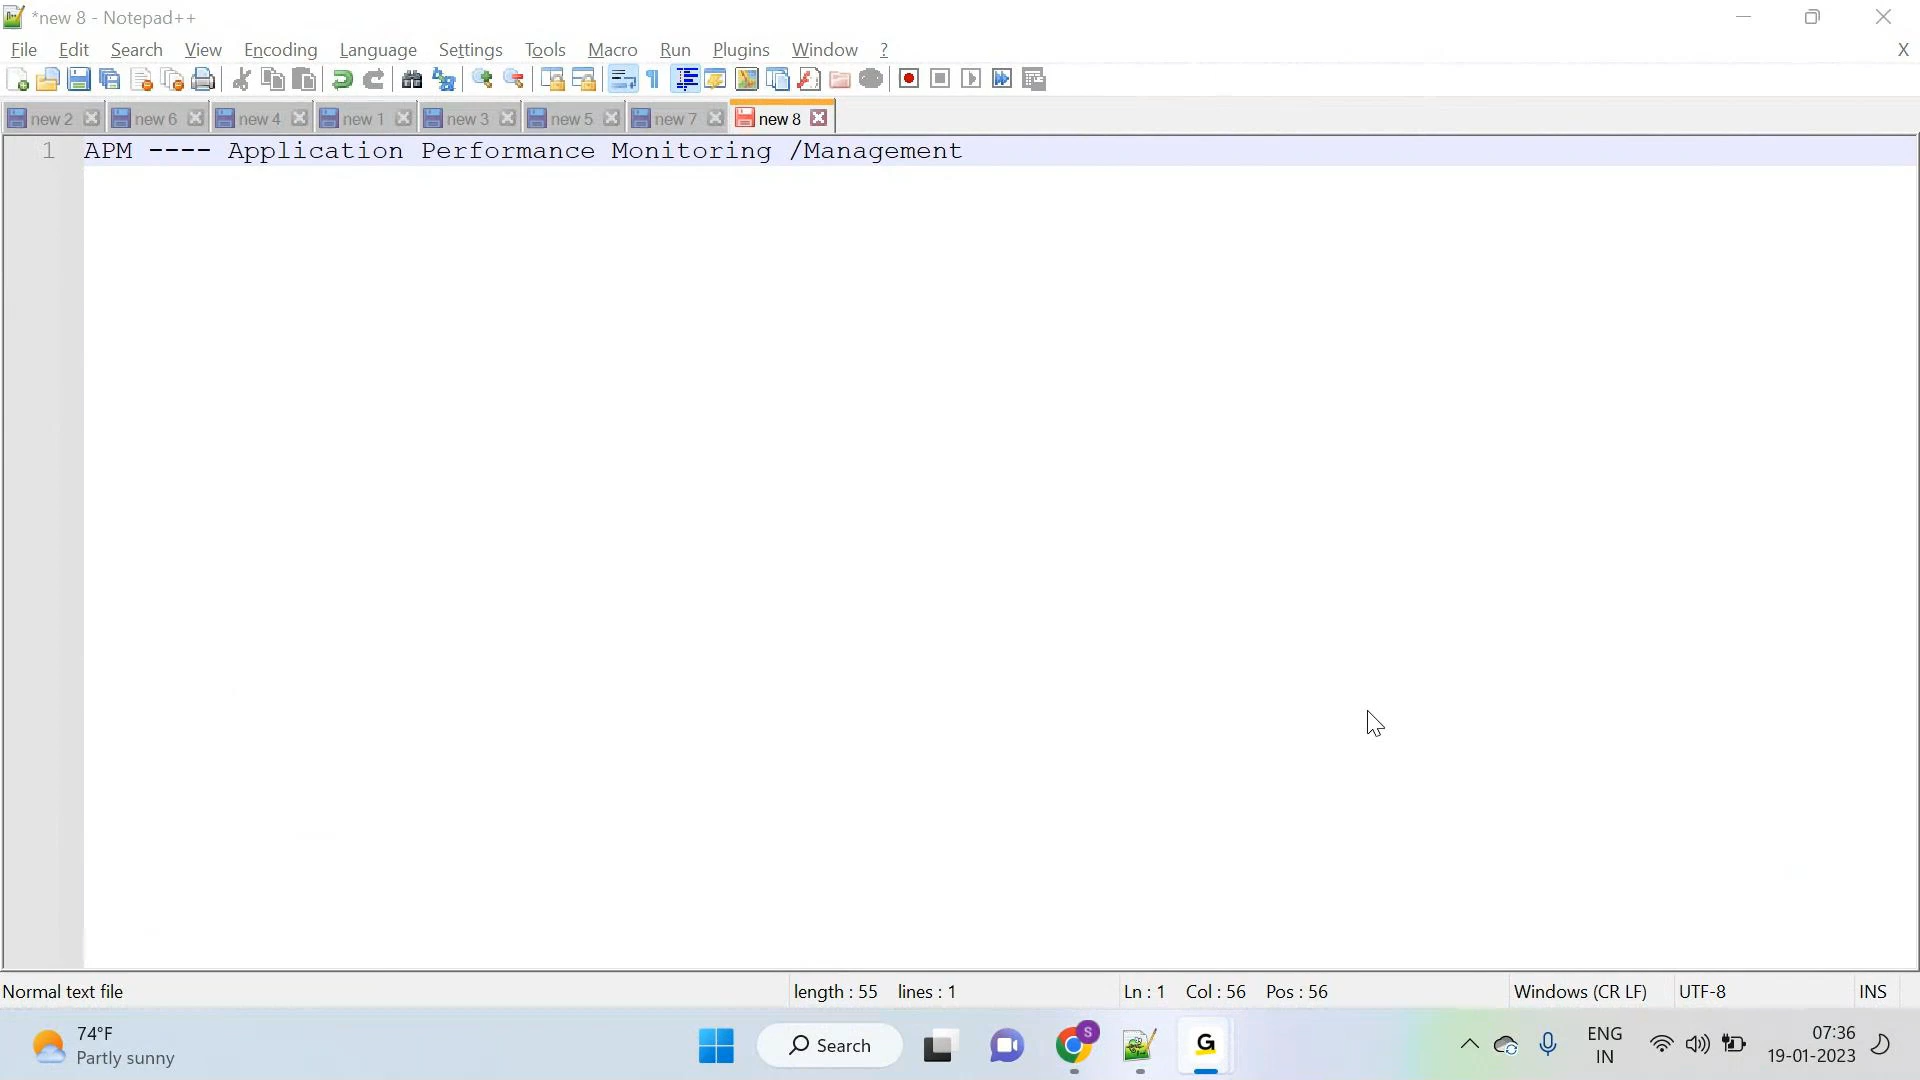 *new 8 - Notepad++
File Edit Search View Encoding Language Settings Tools Macro Run Plugins Window ? X
new 2 new 6 new 4 new 1 new 3 new 5 new 7 new 8
1 APM ---- Application Performance Monitoring /Management
Normal text file length : 55 lines : 1 Ln : 1 Col : 56 Pos : 56 Windows (CR LF) UTF-8 INS
74°F
Partly sunny
Search
S
G
ENG
IN
07:36
19-01-2023